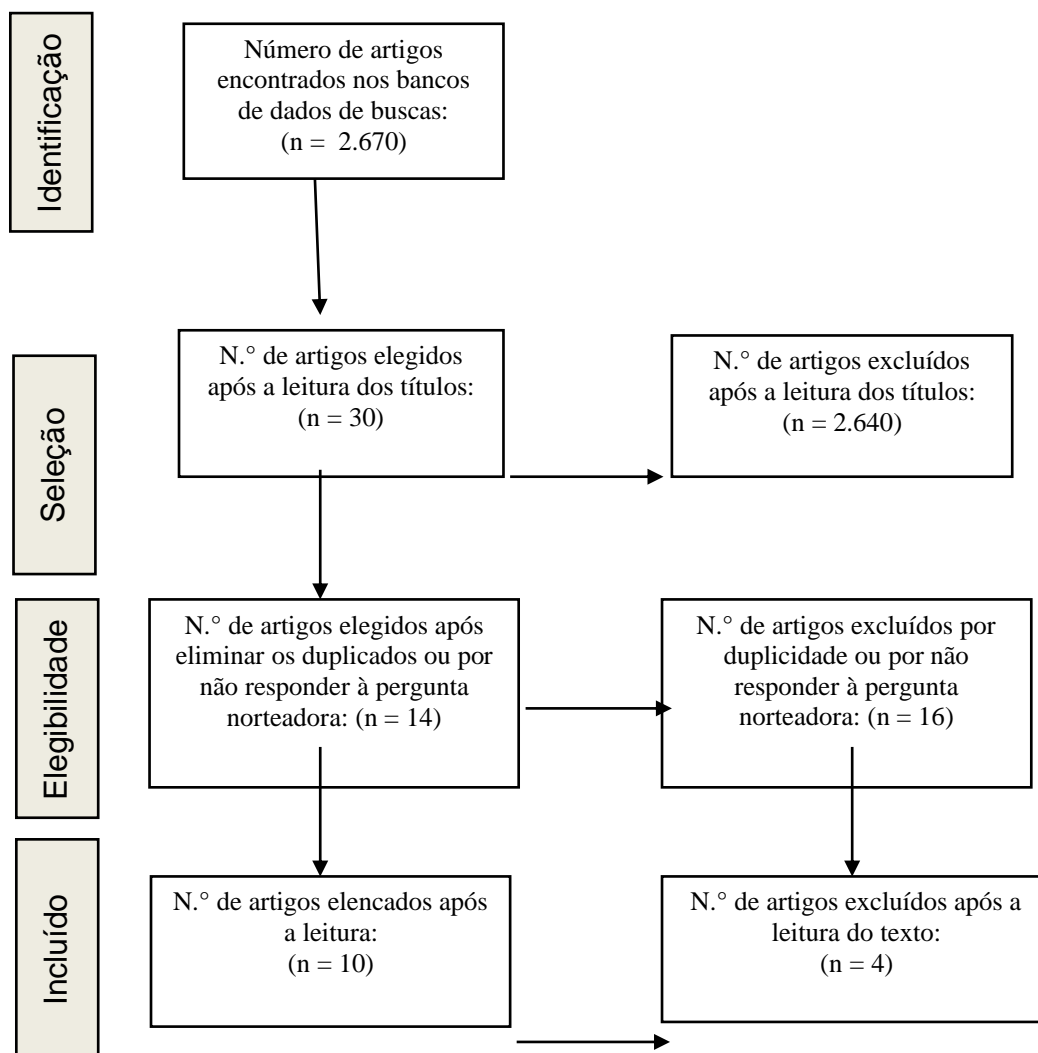 Identificação
Número de artigos
encontrados nos bancos
de dados de buscas:
(n =  2.670)
Seleção
N.° de artigos elegidos
após a leitura dos títulos:
(n = 30)
N.° de artigos excluídos
após a leitura dos títulos:
(n = 2.640)
Elegibilidade
N.° de artigos elegidos após
eliminar os duplicados ou por
não responder à pergunta
norteadora: (n = 14)
N.° de artigos excluídos por
duplicidade ou por não
responder à pergunta
norteadora: (n = 16)
Incluído
N.° de artigos elencados após
a leitura:
(n = 10)
N.° de artigos excluídos após a
leitura do texto:
(n = 4)